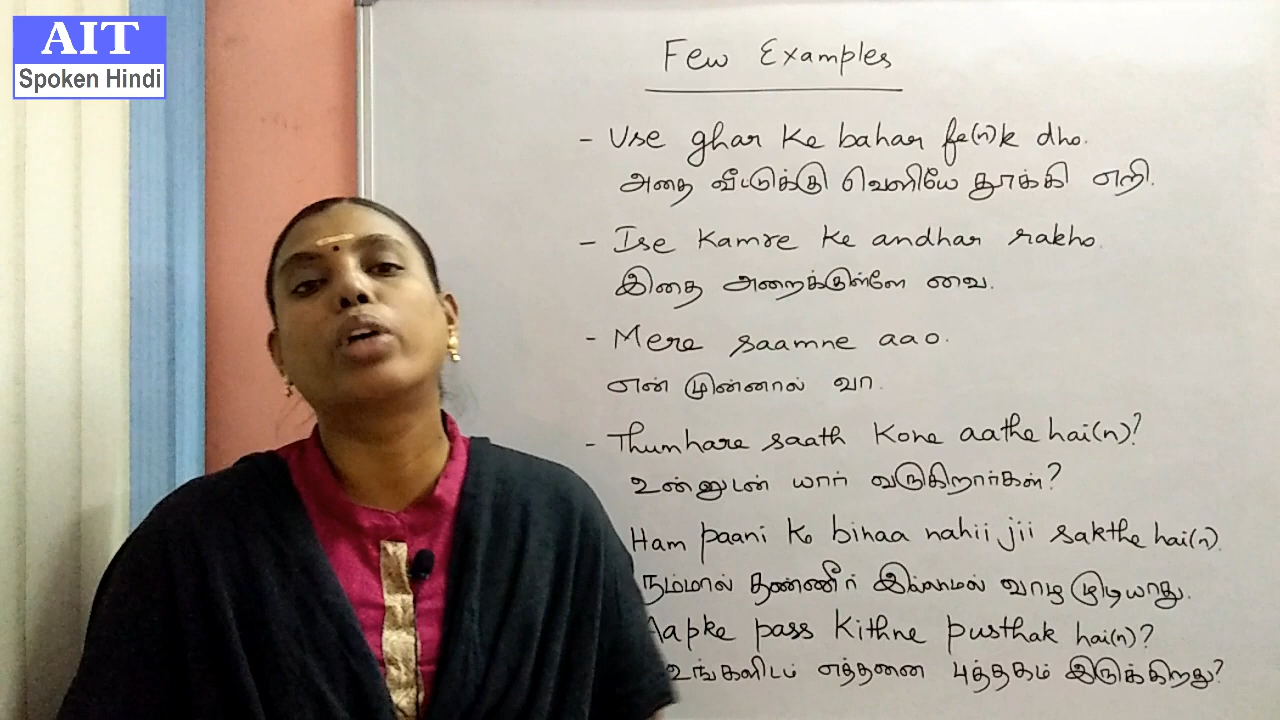 AIT
Spoken Hindi
Few Examples
- Use ghar Ke bahar fe(n)k dho.
அதை வீட்டுக்கு வெளியே தூக்கி எறி.
- Ise Kamre Ke andhar rakho.
இதை அறைக்குள்ளே வை.
- Mere saamne aao.
என் முன்னால் வா.
- Thumhare saath Kone aathe hai(n)?
உன்னுடன் யார் வருகிறார்கள்?
Ham paani Ke binaa nahii jii sakthe hai(n).
நம்மால் தண்ணீர் இல்லாமல் வாழ முடியாது.
Aapke pass Kithne pusthak hai(n)?
உங்களிடம் எத்தனை புத்தகம் இருக்கிறது?